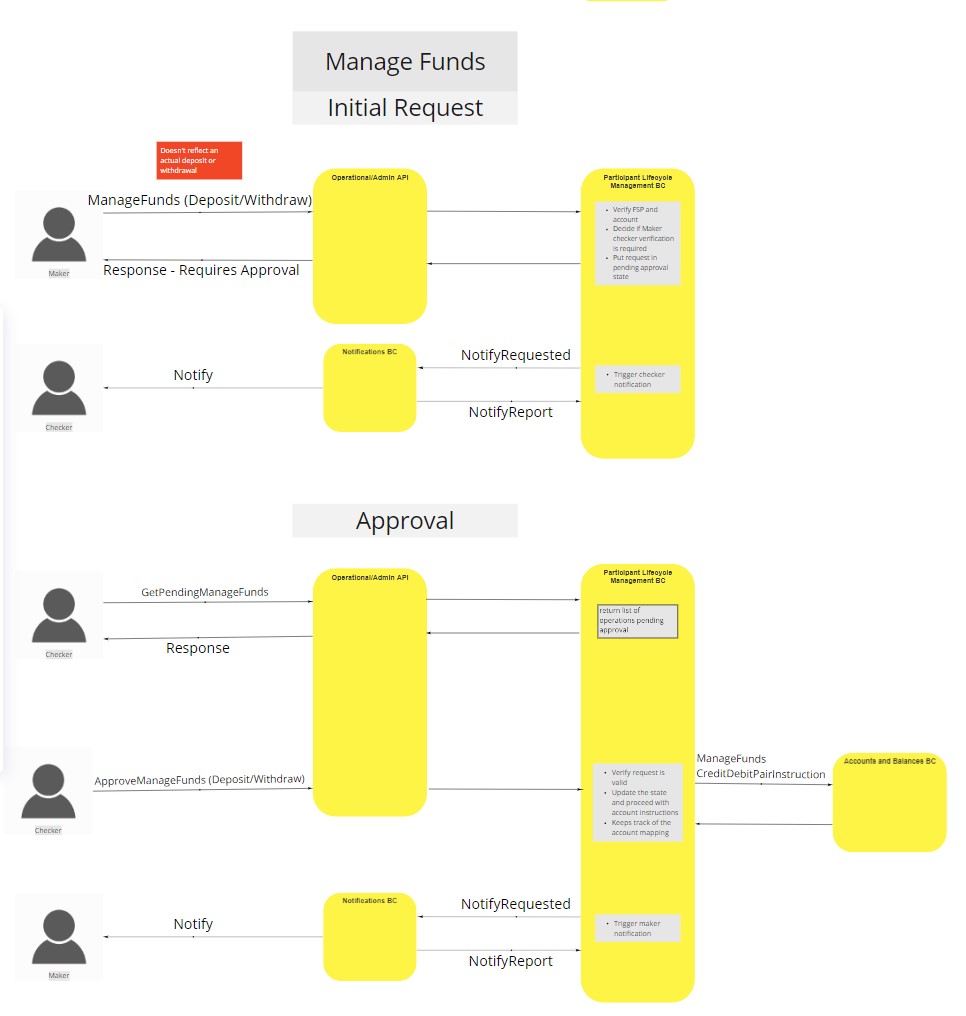 Manage Funds
Initial Request
Doesn't reflect an
actual deposit or
withdrawal
Operational/Admin API
Participant Lifecycle
Management BC
ManageFunds (Deposit/Withdraw)
Verify FSP and
account
Decide if Maker
checker verification
is required
Put request in
pending approval
state
Response - Requires Approval
Maker
Notifications BC
NotifyRequested
Notify
Trigger checker
notification
NotifyReport
Checker
Approval
Operational/Admin API
Participant Lifecycle
Management BC
GetPendingManageFunds
return list of
operations pending
approval
Response
Checker
ManageFunds
CreditDebitPairInstruction
Accounts and Balances BC
ApproveManageFunds (Deposit/Withdraw)
Verify request is
valid
Update the state
and proceed with
account instructions
Keeps track of the
account mapping
Checker
Notifications BC
NotifyRequested
Notify
Trigger maker
notification
NotifyReport
Maker